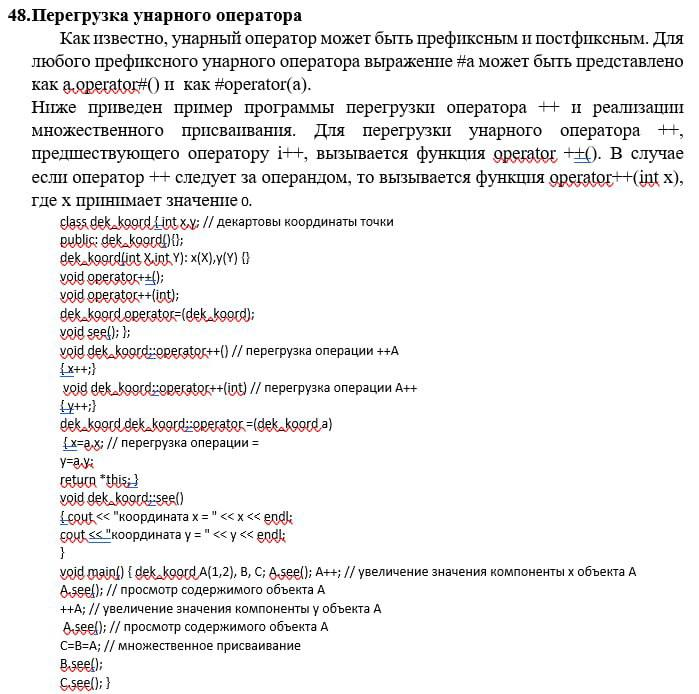 48.Перегрузка унарного оператора
Как известно, унарный оператор может быть префиксным и постфиксным. Для
любого префиксного унарного оператора выражение #a может быть представлено
как a.operator#() и как #operator(a).
Ниже приведен пример программы перегрузки оператора ++ и реализации
множественного присваивания. Для перегрузки унарного оператора ++,
предшествующего оператору i++, вызывается функция operator ++(). В случае
если оператор ++ следует за операндом, то вызывается функция operator++(int x),
где x принимает значение 0.
class dek_koord { int x,y; // декартовы координаты точки
public: dek_koord(){};
dek_koord(int X,int Y): x(X),y(Y) {}
void operator++();
void operator++(int);
dek_koord operator=(dek_koord);
void see(); };
void dek_koord::operator++() // перегрузка операции ++A
{ x++;}
void dek_koord::operator++(int) // перегрузка операции A++
{ y++;}
dek_koord dek_koord::operator =(dek_koord a)
{ x=a.x; // перегрузка операции =
y=a.y;
return *this; }
void dek_koord::see()
{ cout << "координата x = " << x << endl;
cout << "координата y = " << y << endl;
}
void main() { dek_koord A(1,2), B, C; A.see(); A++; // увеличение значения компоненты x объекта A
A.see(); // просмотр содержимого объекта A
++A; // увеличение значения компоненты y объекта A
A.see(); // просмотр содержимого объекта A
C=B=A; // множественное присваивание
B.see();
C.see(); }